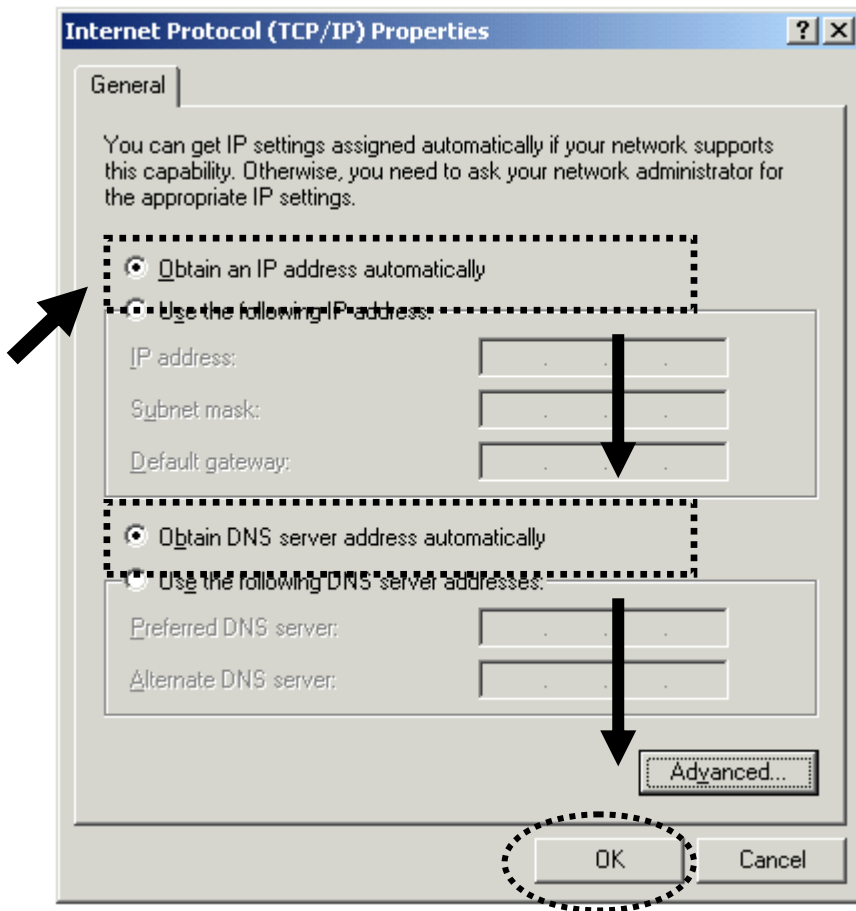 Internet Protocol (TCP/IP) Properties
General
You can get IP settings assigned automatically if your network supports
this capability. Otherwise, you need to ask your network administrator for
the appropriate IP settings.
Obtain an IP address automatically
Use the following IP address:
IP address:
Subnet mask:
Default gateway:
Obtain DNS server address automatically
Use the following DNS server addresses:
Preferred DNS server:
Alternate DNS server:
Advanced...
OK Cancel